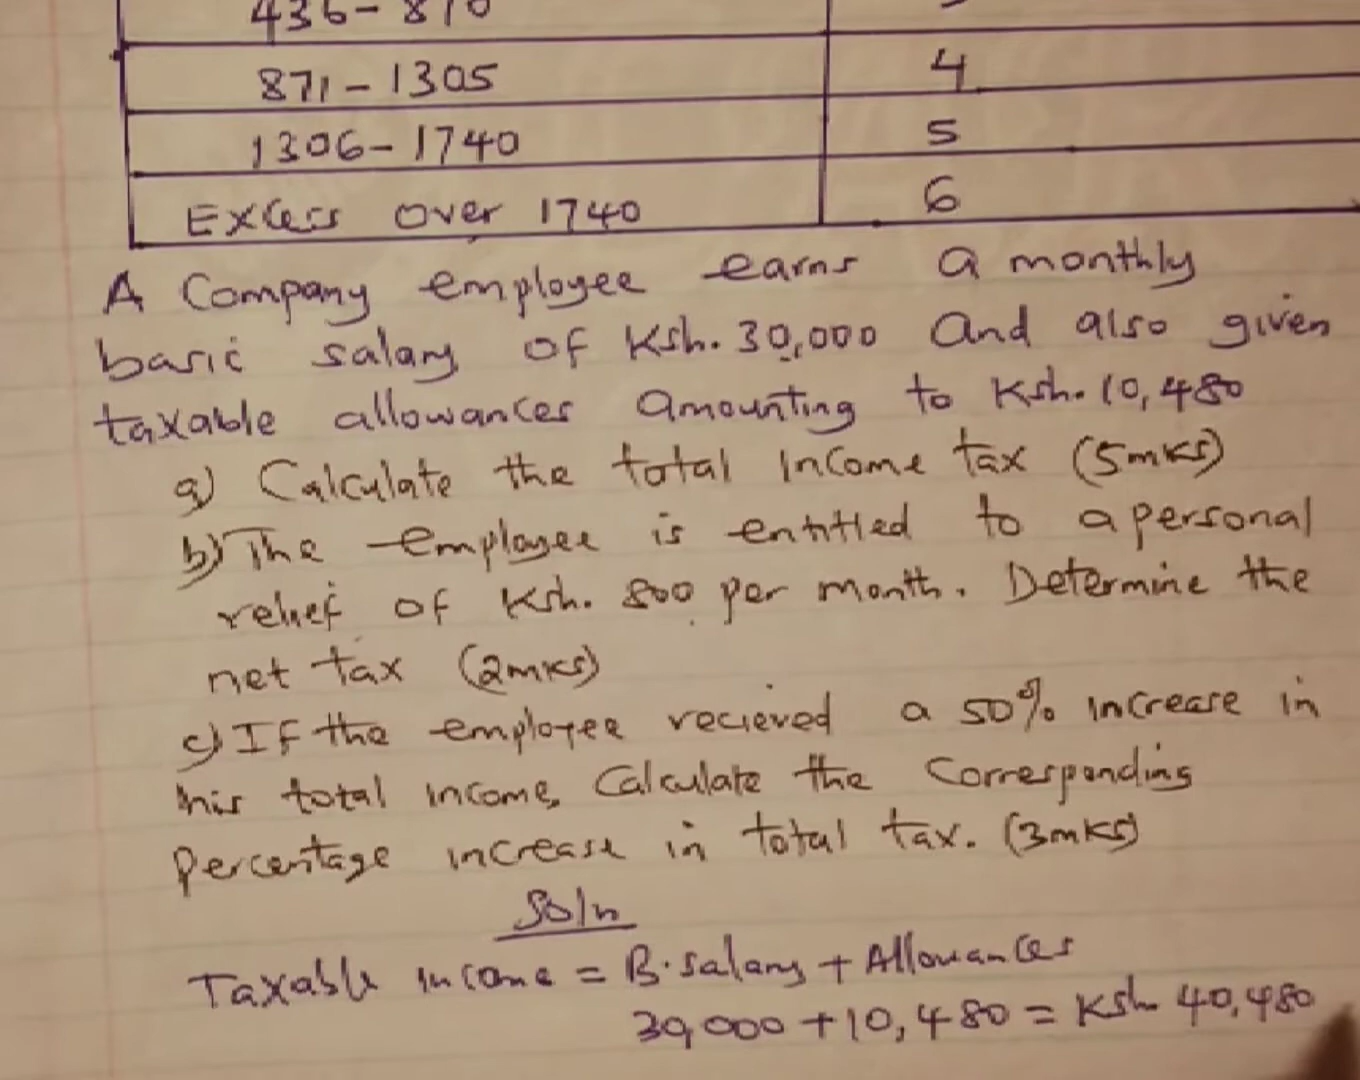 436- 870
871 - 1305 4
1306 - 1740 5
Excess over 1740 6
A Company employee earns a monthly
basic salary of Ksh. 30,000 and also given
taxable allowances amounting to Ksh. 10,480
a) Calculate the total income tax (5mks)
b) The employee is entitled to a personal
relief of Ksh. 800 per month. Determine the
net tax (2mks)
c) If the employee recieved a 50% increase in
his total income, Calculate the Corresponding
percentage increase in total tax. (3mks)
Soln
Taxable income = B. salary + Allowances
30,000 + 10,480 = Ksh 40,480